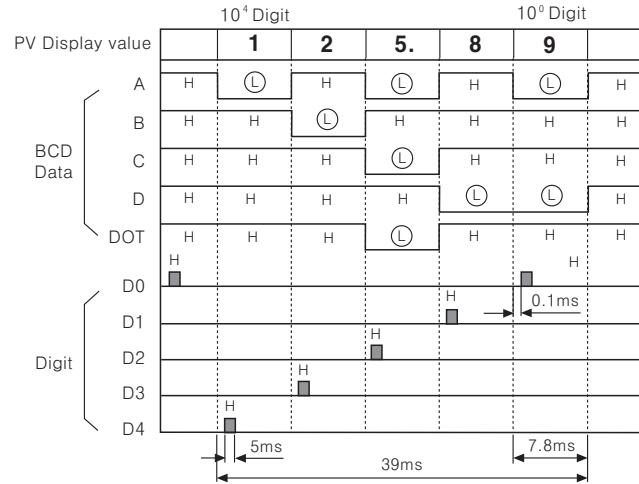 10⁴ Digit 10⁰ Digit
PV Display value 1 2 5. 8 9
A H L H L H L H
B H H L H H H H
BCD Data
C H H H L H H H
D H H H H L L H
DOT H H H L H H H
H H
D0
H 0.1ms
D1
H
Digit D2
H
D3
H
D4
5ms 7.8ms
39ms